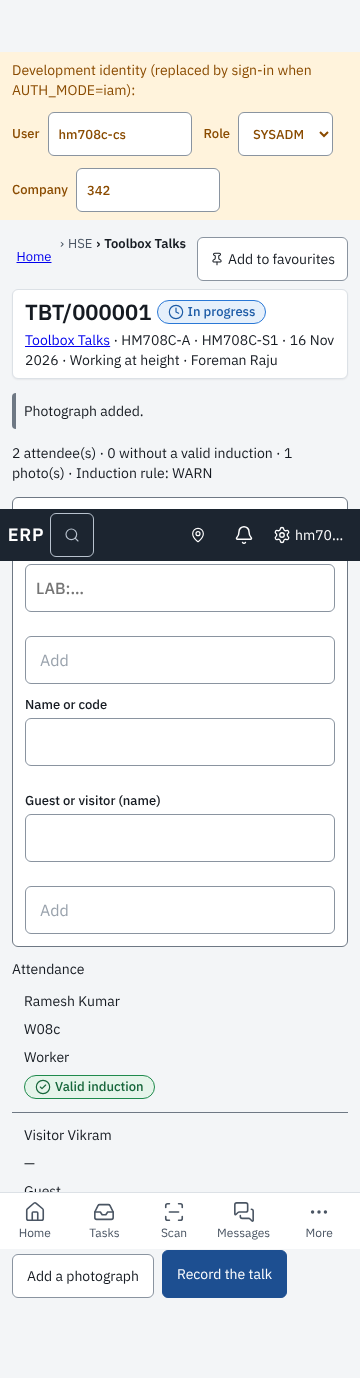 Development identity (replaced by sign-in when
AUTH_MODE=iam):
User hm708c-cs Role SYSADM
Company 342
Home › HSE › Toolbox Talks Add to favourites
TBT/000001 In progress
Toolbox Talks · HM708C-A · HM708C-S1 · 16 Nov
2026 · Working at height · Foreman Raju
Photograph added.
2 attendee(s) · 0 without a valid induction · 1
photo(s) · Induction rule: WARN
ERP hm70...
LAB:...
Add
Name or code
Guest or visitor (name)
Add
Attendance
Ramesh Kumar
W08c
Worker
Valid induction
Visitor Vikram
—
Guest
Home Tasks Scan Messages More
Add a photograph Record the talk